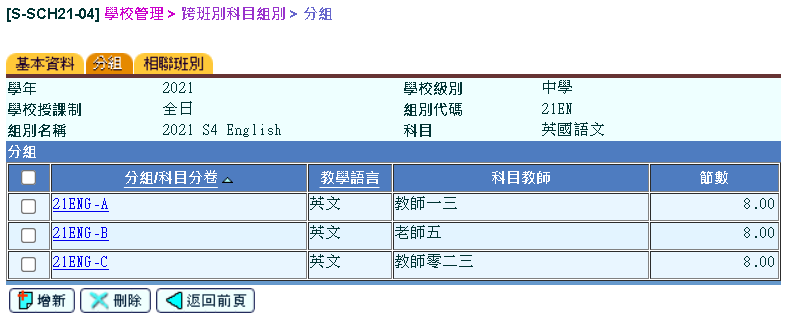 [S-SCH21-04] 學校管理 > 跨班別科目組別 > 分組
基本資料 分組 相聯班別
學年 2021 學校級別 中學
學校授課制 全日 組別代碼 21EN
組別名稱 2021 S4 English 科目 英國語文
分組
分組/科目分卷 教學語言 科目教師 節數
21ENG-A 英文 教師一三 8.00
21ENG-B 英文 老師五 8.00
21ENG-C 英文 教師零二三 8.00
增新 刪除 返回前頁